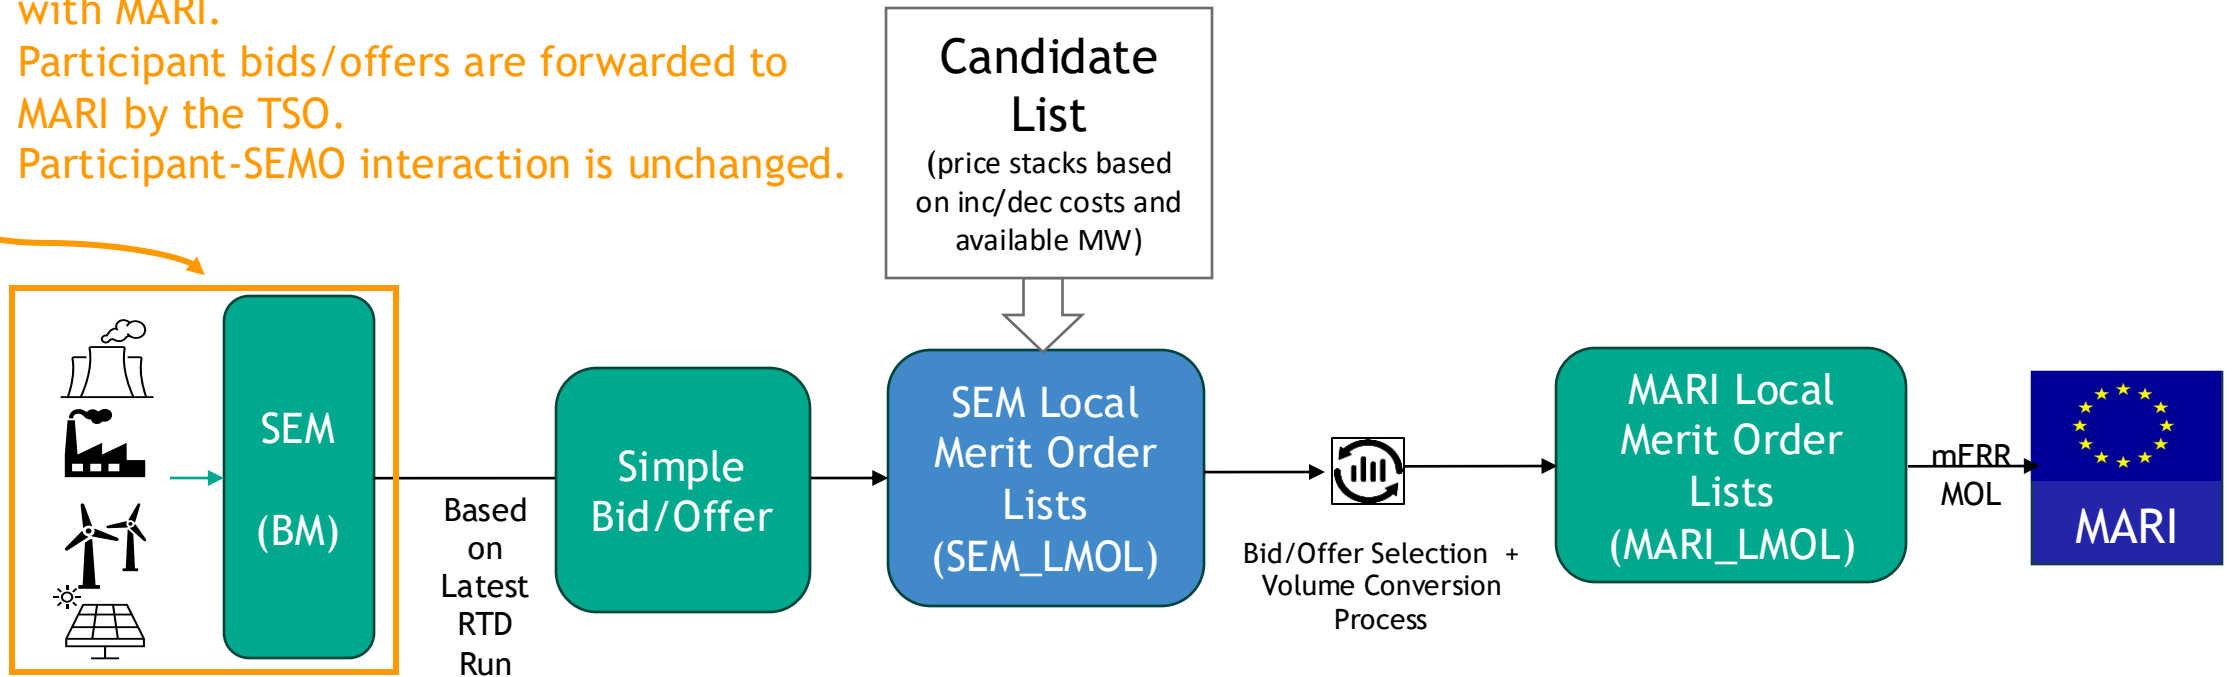 with MARI.
Participant bids/offers are forwarded to
MARI by the TSO.
Participant-SEMO interaction is unchanged.
Candidate
List
(price stacks based
on inc/dec costs and
available MW)
SEM
(BM)
Based
on
Latest
RTD
Run
Simple
Bid/Offer
SEM Local
Merit Order
Lists
(SEM_LMOL)
Bid/Offer Selection +
Volume Conversion
Process
MARI Local
Merit Order
Lists
(MARI_LMOL)
mFRR
MOL
MARI